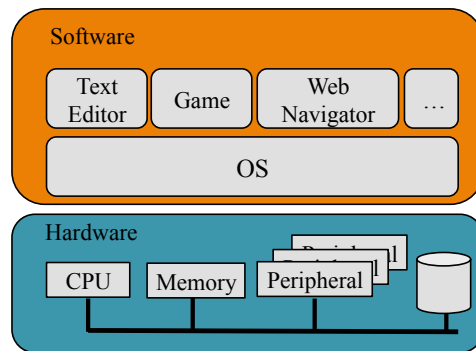 Software
Text
Editor
Game
Web
Navigator
...
OS
Hardware
CPU
Memory
Peripheral